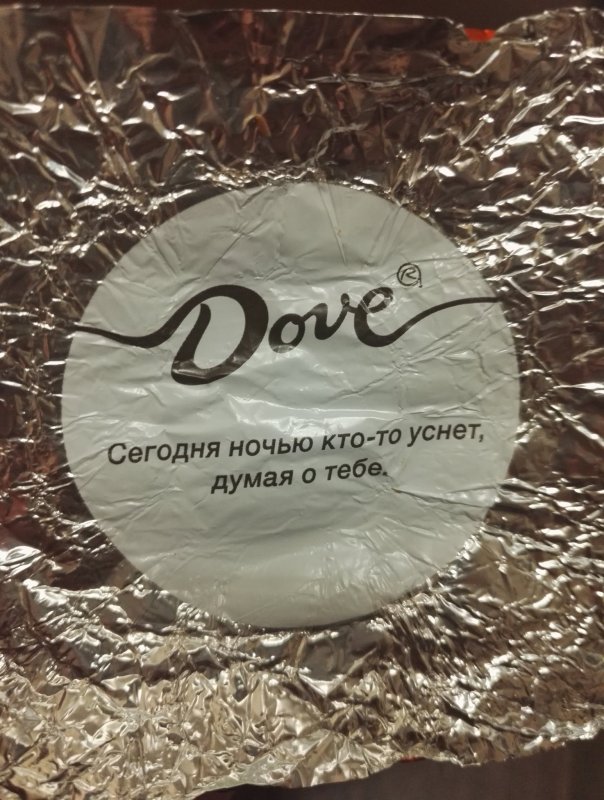 Dove®
Сегодня ночью кто-то уснет,
думая о тебе.